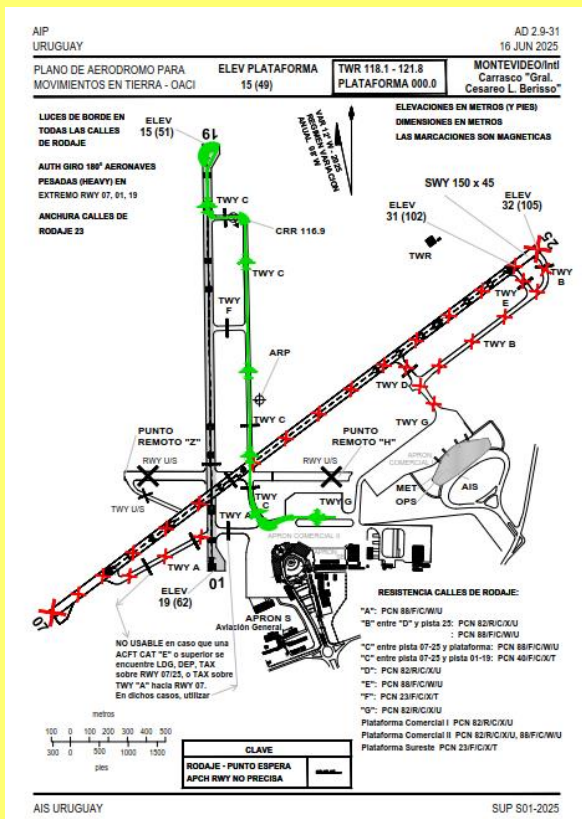 AIP
URUGUAY
AD 2.9-31
16 JUN 2025
PLANO DE AERODROMO PARA
MOVIMIENTOS EN TIERRA - OACI
ELEV PLATAFORMA
15 (49)
TWR 118.1 - 121.8
PLATAFORMA 000.0
MONTEVIDEO/Intl
Carrasco "Gral.
Cesareo L. Berisso"
LUCES DE BORDE EN
TODAS LAS CALLES
DE RODAJE
AUTH GIRO 180º AERONAVES
PESADAS (HEAVY) EN
EXTREMO RWY 07, 01, 19
ANCHURA CALLES DE
RODAJE 23
ELEV
15 (51)
19
VAR 12° W - 2025
REGIMEN VARIACION
ANUAL 08' W
ELEVACIONES EN METROS (Y PIES)
DIMENSIONES EN METROS
LAS MARCACIONES SON MAGNETICAS
SWY 150 x 45
ELEV
31 (102)
ELEV
32 (105)
25
TWR
TWY C
CRR 116.9
TWY C
TWY
F
TWY
E
TWY
B
TWY B
ARP
TWY D
TWY C
TWY G
PUNTO
REMOTO "Z"
RWY U/S
PUNTO
REMOTO "H"
RWY U/S
APRON
COMERCIAL I
TWY U/S
TWY
C
TWY G
MET
OPS
AIS
TWY A
APRON COMERCIAL II
TWY A
07
01
ELEV
19 (62)
APRON S
Aviación General
NO USABLE en caso que una
ACFT CAT "E" o superior se
encuentre LDG, DEP, TAX
sobre RWY 07/25, o TAX sobre
TWY "A" hacia RWY 07.
En dichos casos, utilizar
RESISTENCIA CALLES DE RODAJE:
"A": PCN 88/F/C/W/U
"B" entre "D" y pista 25: PCN 82/R/C/X/U
: PCN 88/F/C/W/U
"C" entre pista 07-25 y plataforma: PCN 88/F/C/W/U
"C" entre pista 07-25 y pista 01-19: PCN 40/F/C/X/T
"D": PCN 82/R/C/X/U
"E": PCN 88/F/C/W/U
"F": PCN 23/F/C/X/T
"G": PCN 82/R/C/X/U
Plataforma Comercial I PCN 82/R/C/X/U
Plataforma Comercial II PCN 82/R/C/X/U, 88/F/C/W/U
Plataforma Sureste PCN 23/F/C/X/T
metros
100 0 100 200 300 400 500
300 0 500 1000 1500
pies
CLAVE
RODAJE - PUNTO ESPERA
APCH RWY NO PRECISA
AIS URUGUAY
SUP S01-2025